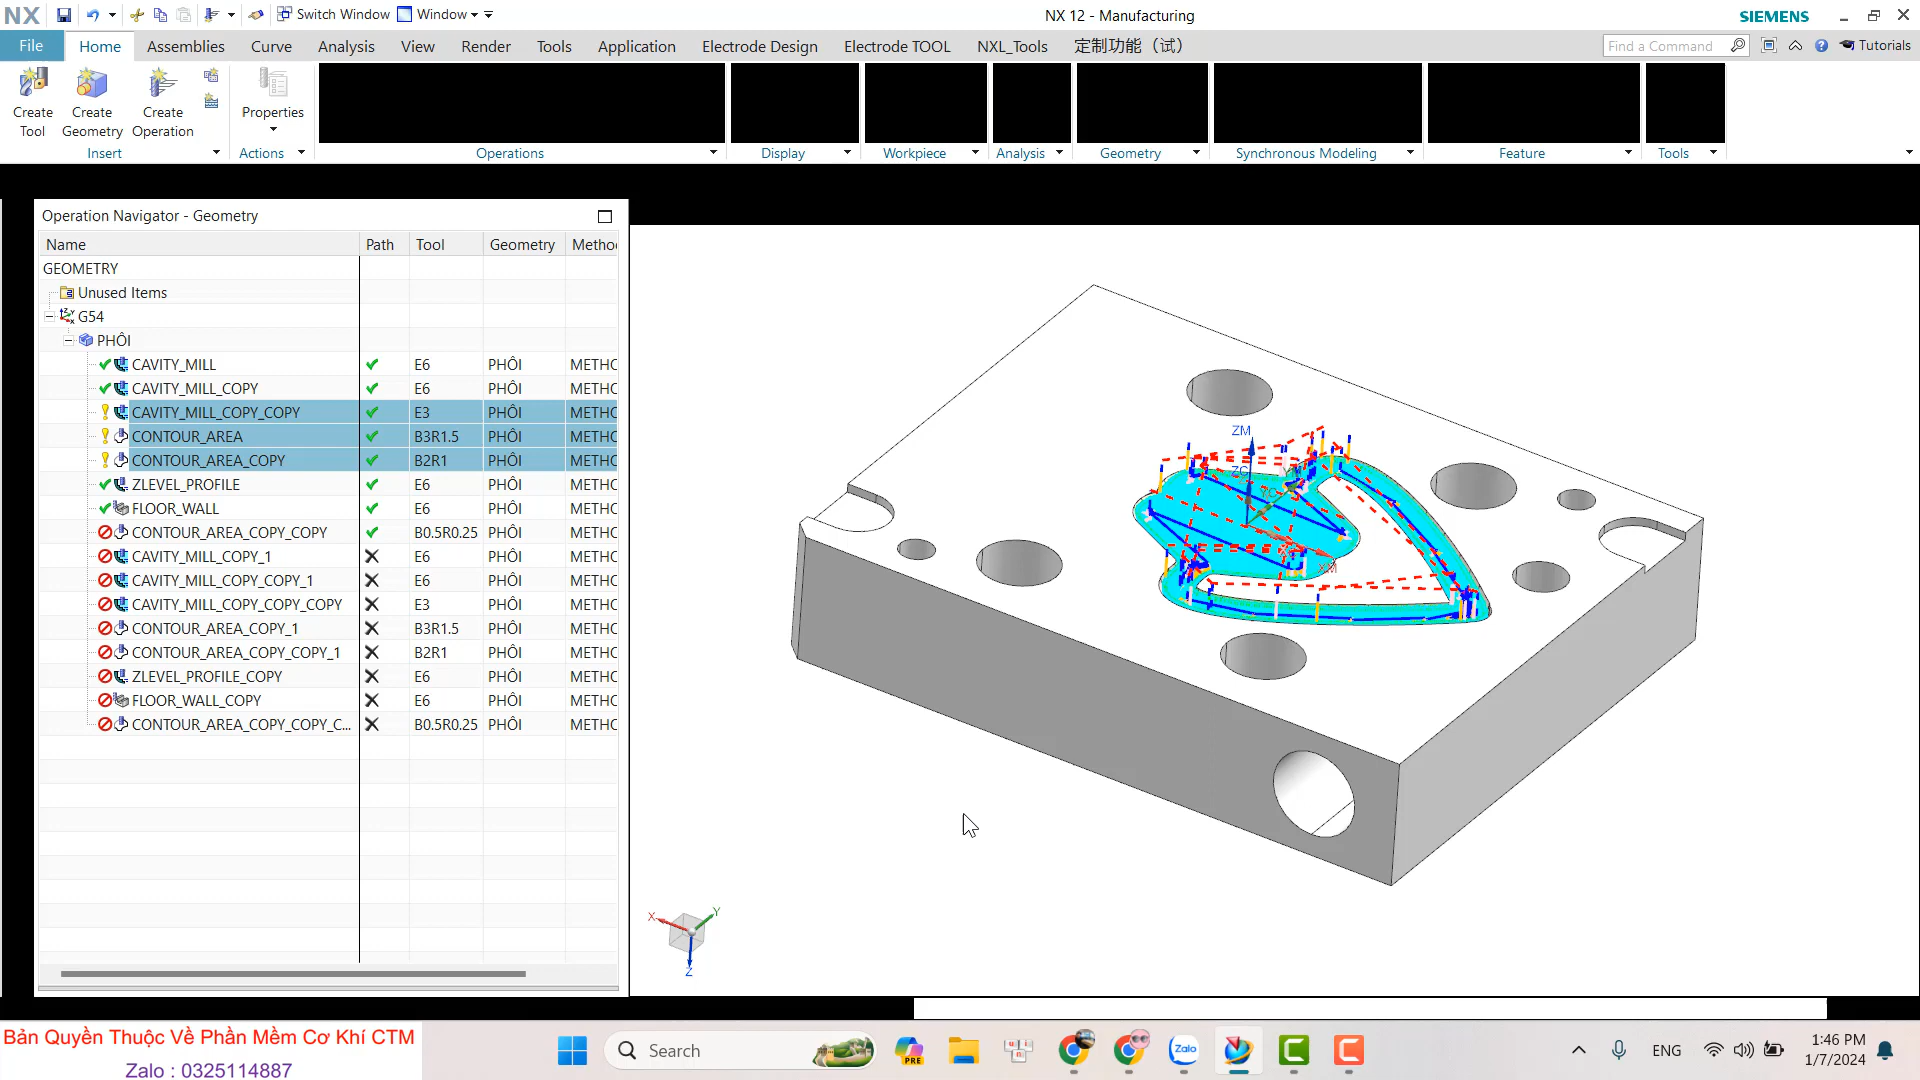 NX Switch Window Window NX 12 - Manufacturing SIEMENS
File Home Assemblies Curve Analysis View Render Tools Application Electrode Design Electrode TOOL NXL_Tools 定制功能（试） Find a Command Tutorials
Create Tool Create Geometry Create Operation Properties
Insert Actions Operations Display Workpiece Analysis Geometry Synchronous Modeling Feature Tools
Operation Navigator - Geometry
Name Path Tool Geometry Metho
GEOMETRY
Unused Items
G54
PHÔI
CAVITY_MILL E6 PHÔI METHO
CAVITY_MILL_COPY E6 PHÔI METHO
CAVITY_MILL_COPY_COPY E3 PHÔI METHO
CONTOUR_AREA B3R1.5 PHÔI METHO
CONTOUR_AREA_COPY B2R1 PHÔI METHO
ZLEVEL_PROFILE E6 PHÔI METHO
FLOOR_WALL E6 PHÔI METHO
CONTOUR_AREA_COPY_COPY B0.5R0.25 PHÔI METHO
CAVITY_MILL_COPY_1 E6 PHÔI METHO
CAVITY_MILL_COPY_COPY_1 E6 PHÔI METHO
CAVITY_MILL_COPY_COPY_COPY E3 PHÔI METHO
CONTOUR_AREA_COPY_1 B3R1.5 PHÔI METHO
CONTOUR_AREA_COPY_COPY_1 B2R1 PHÔI METHO
ZLEVEL_PROFILE_COPY E6 PHÔI METHO
FLOOR_WALL_COPY E6 PHÔI METHO
CONTOUR_AREA_COPY_COPY_C... B0.5R0.25 PHÔI METHO
ZM
XM
X Y
Z
Bản Quyền Thuộc Về Phần Mềm Cơ Khí CTM
Zalo : 0325114887
Search PRE Zalo ENG 1:46 PM
1/7/2024